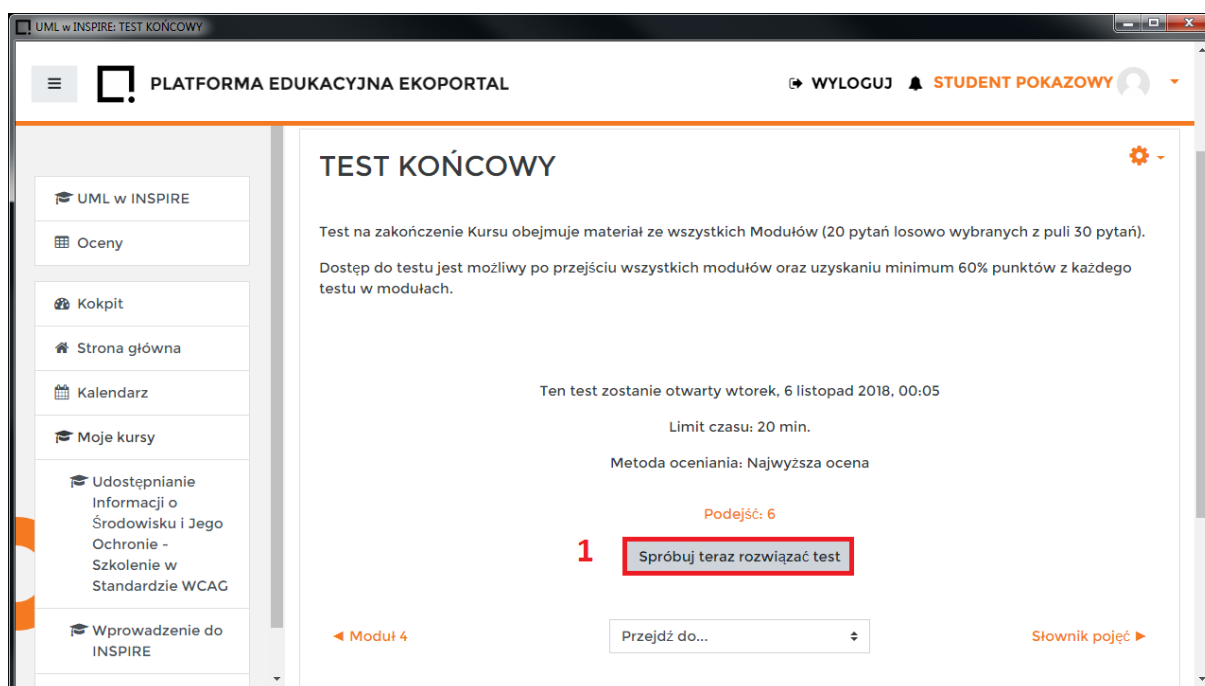 UML w INSPIRE: TEST KOŃCOWY
PLATFORMA EDUKACYJNA EKOPORTAL
WYLOGUJ
STUDENT POKAZOWY
UML w INSPIRE
Oceny
Kokpit
Strona główna
Kalendarz
Moje kursy
Udostępnianie
Informacji o
Środowisku i Jego
Ochronie -
Szkolenie w
Standardzie WCAG
Wprowadzenie do
INSPIRE
TEST KOŃCOWY
Test na zakończenie Kursu obejmuje materiał ze wszystkich Modułów (20 pytań losowo wybranych z puli 30 pytań).
Dostęp do testu jest możliwy po przejściu wszystkich modułów oraz uzyskaniu minimum 60% punktów z każdego
testu w modułach.
Ten test zostanie otwarty wtorek, 6 listopad 2018, 00:05
Limit czasu: 20 min.
Metoda oceniania: Najwyższa ocena
Podejść: 6
1 Spróbuj teraz rozwiązać test
◄ Moduł 4
Przejdź do...
Słownik pojęć ►